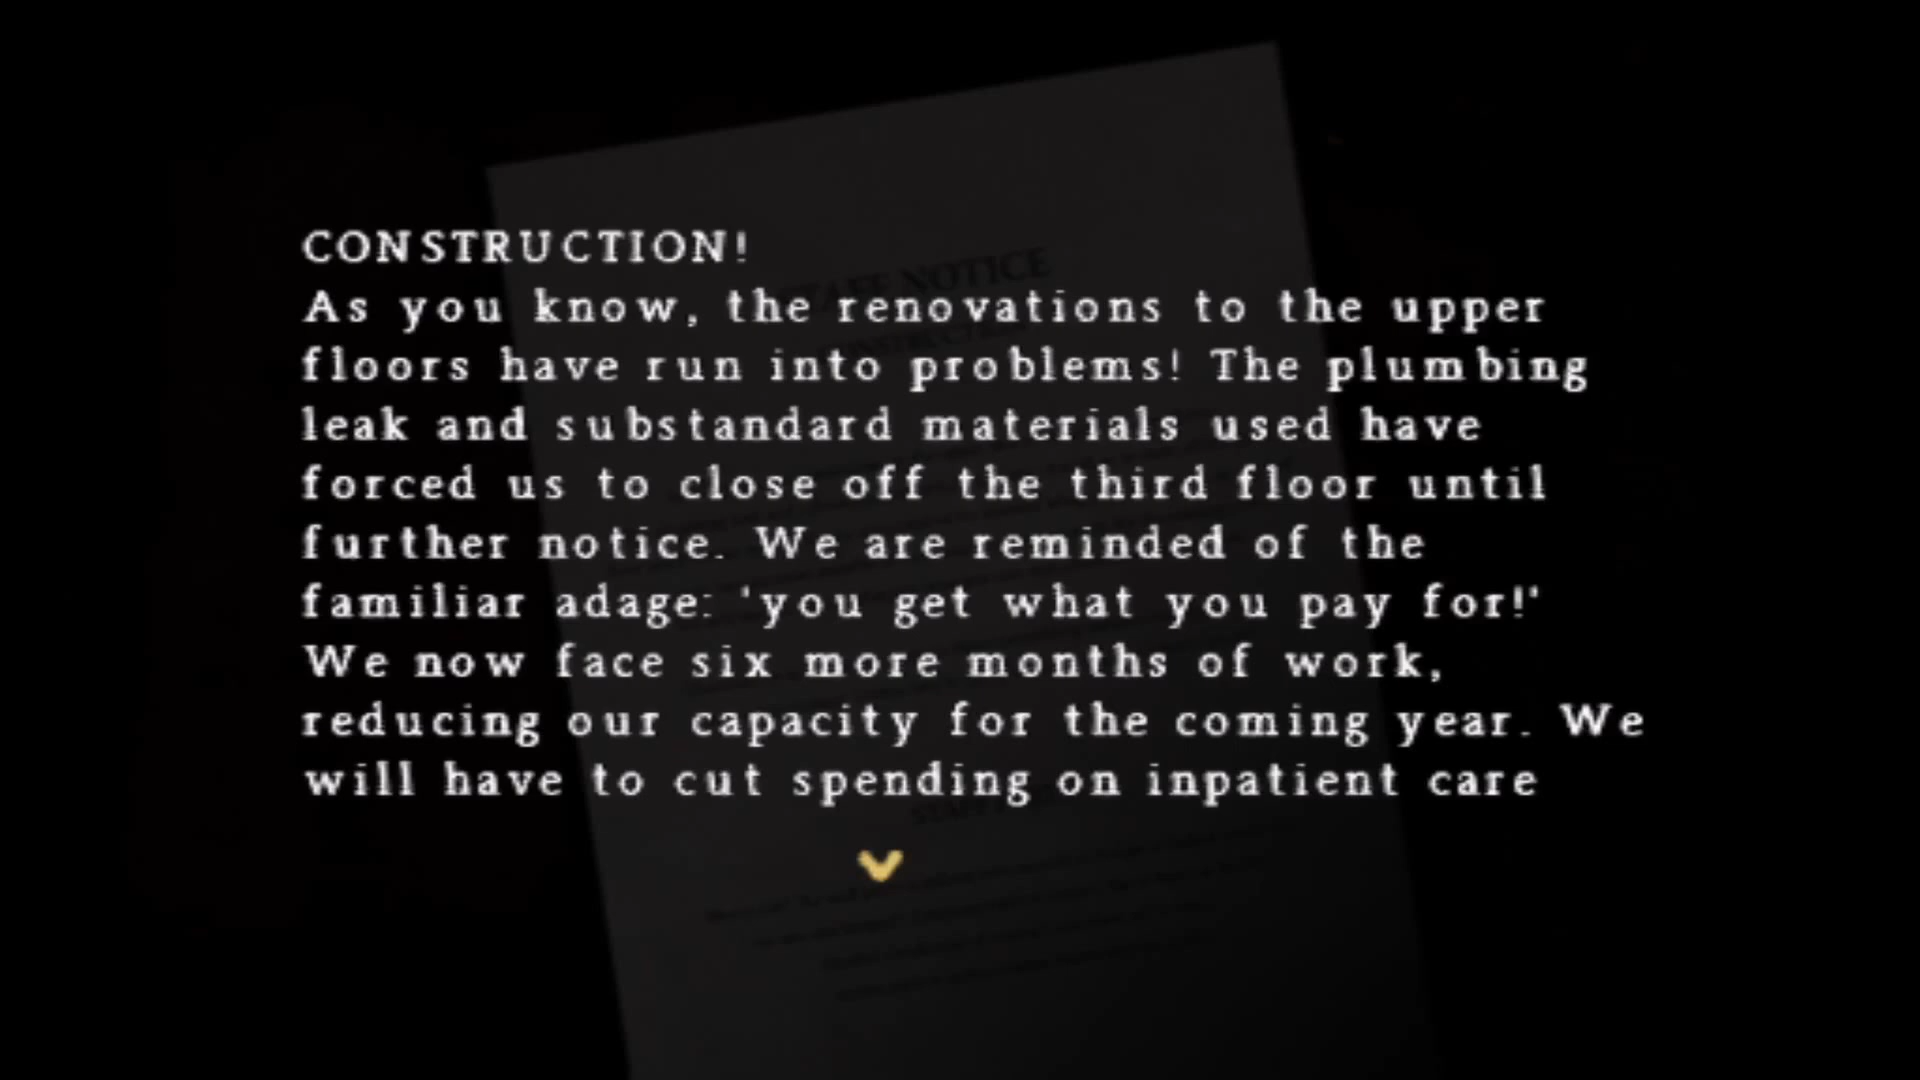 CONSTRUCTION!
As you know, the renovations to the upper
floors have run into problems! The plumbing
leak and substandard materials used have
forced us to close off the third floor until
further notice. We are reminded of the
familiar adage: 'you get what you pay for!'
We now face six more months of work,
reducing our capacity for the coming year. We
will have to cut spending on inpatient care
STAFF NOTICE